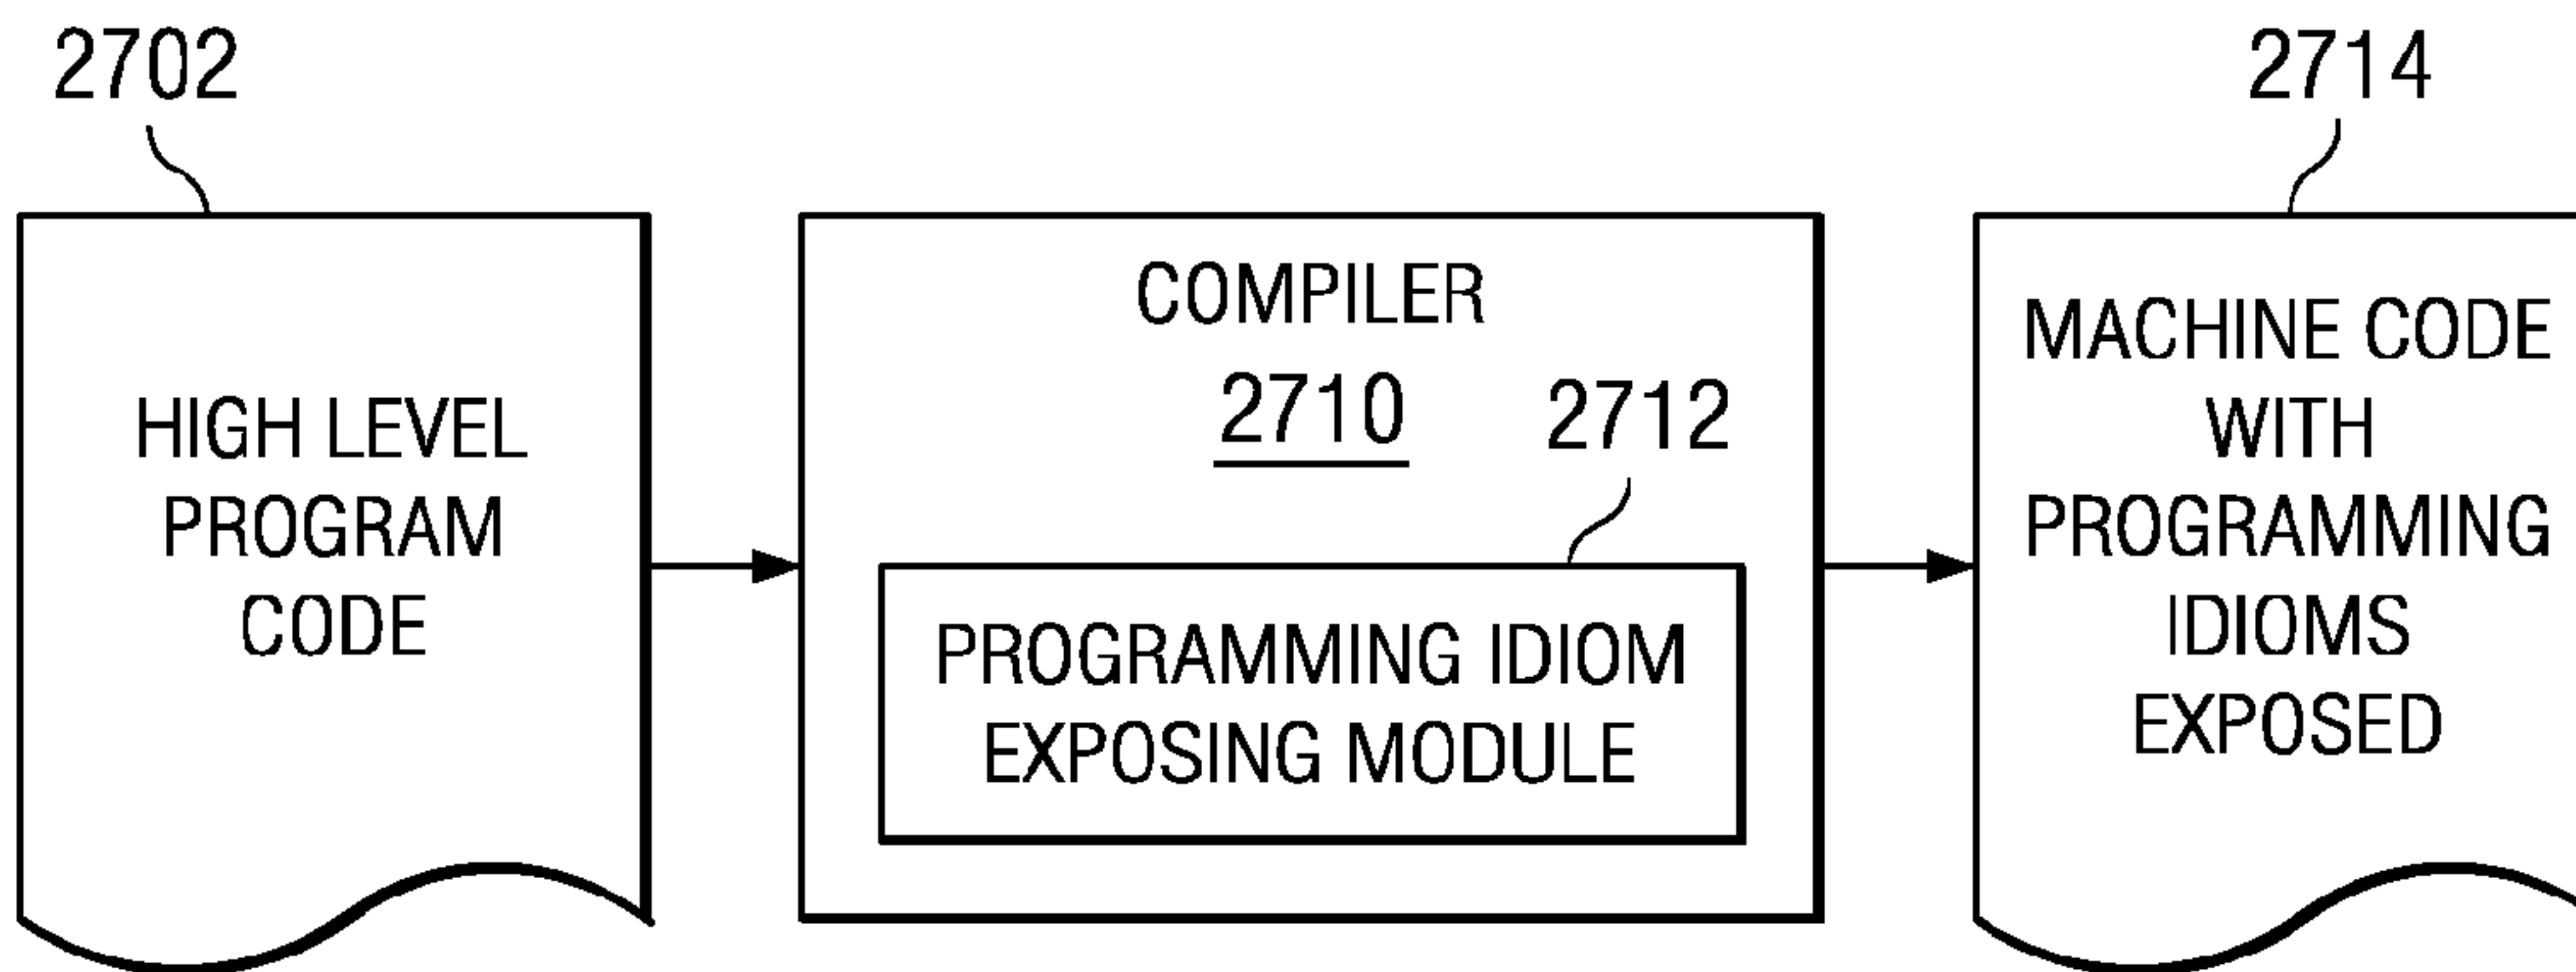 2702
HIGH LEVEL
PROGRAM
CODE
COMPILER
2710
2712
PROGRAMMING IDIOM
EXPOSING MODULE
2714
MACHINE CODE
WITH
PROGRAMMING
IDIOMS
EXPOSED